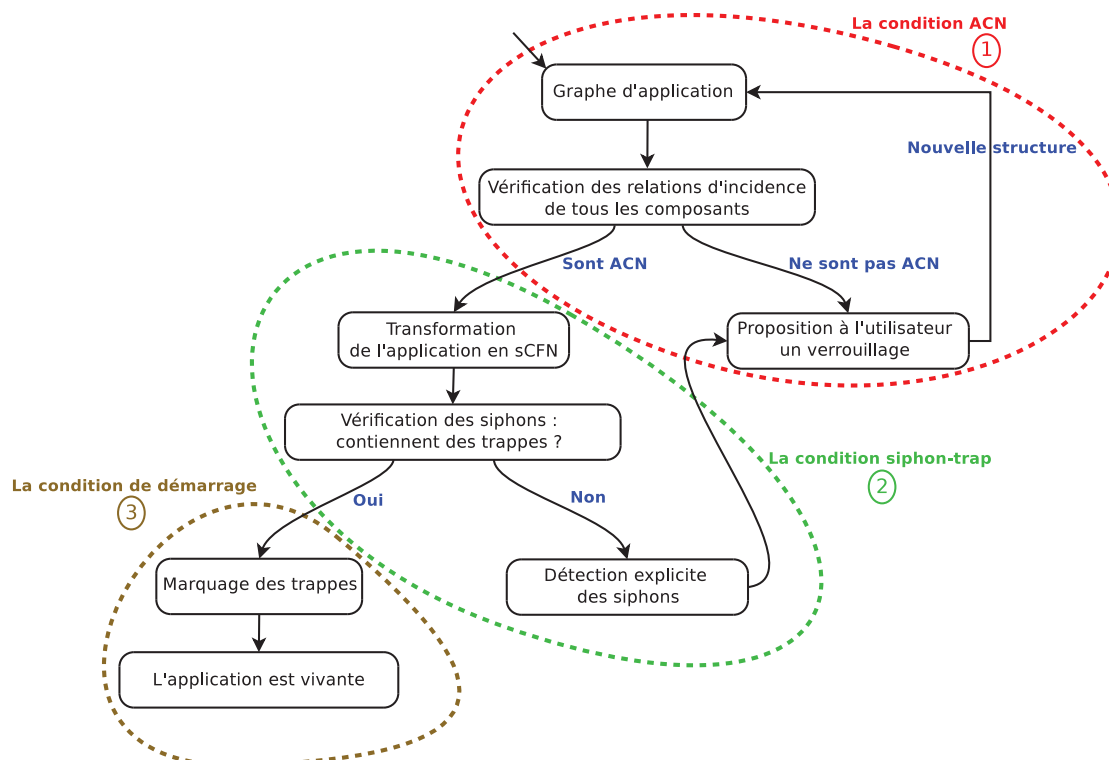 La condition ACN
1
Graphe d'application
Nouvelle structure
Vérification des relations d'incidence
de tous les composants
Sont ACN
Ne sont pas ACN
Transformation
de l'application en sCFN
Proposition à l'utilisateur
un verrouillage
Vérification des siphons :
contiennent des trappes ?
La condition siphon-trap
2
La condition de démarrage
3
Oui
Non
Marquage des trappes
Détection explicite
des siphons
L'application est vivante